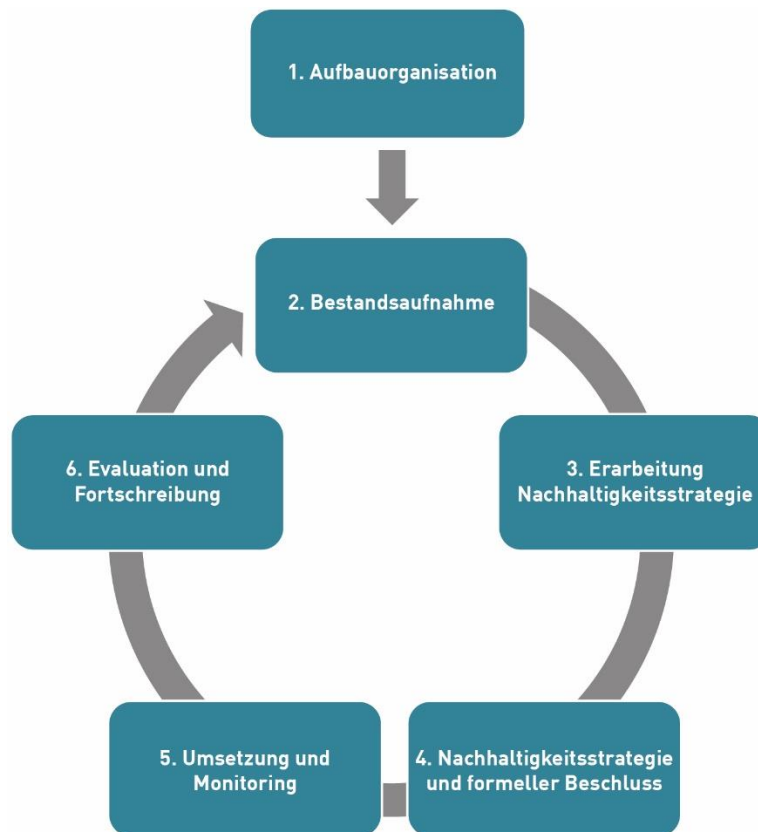 1. Aufbauorganisation
2. Bestandsaufnahme
3. Erarbeitung
Nachhaltigkeitsstrategie
4. Nachhaltigkeitsstrategie
und formeller Beschluss
5. Umsetzung und
Monitoring
6. Evaluation und
Fortschreibung